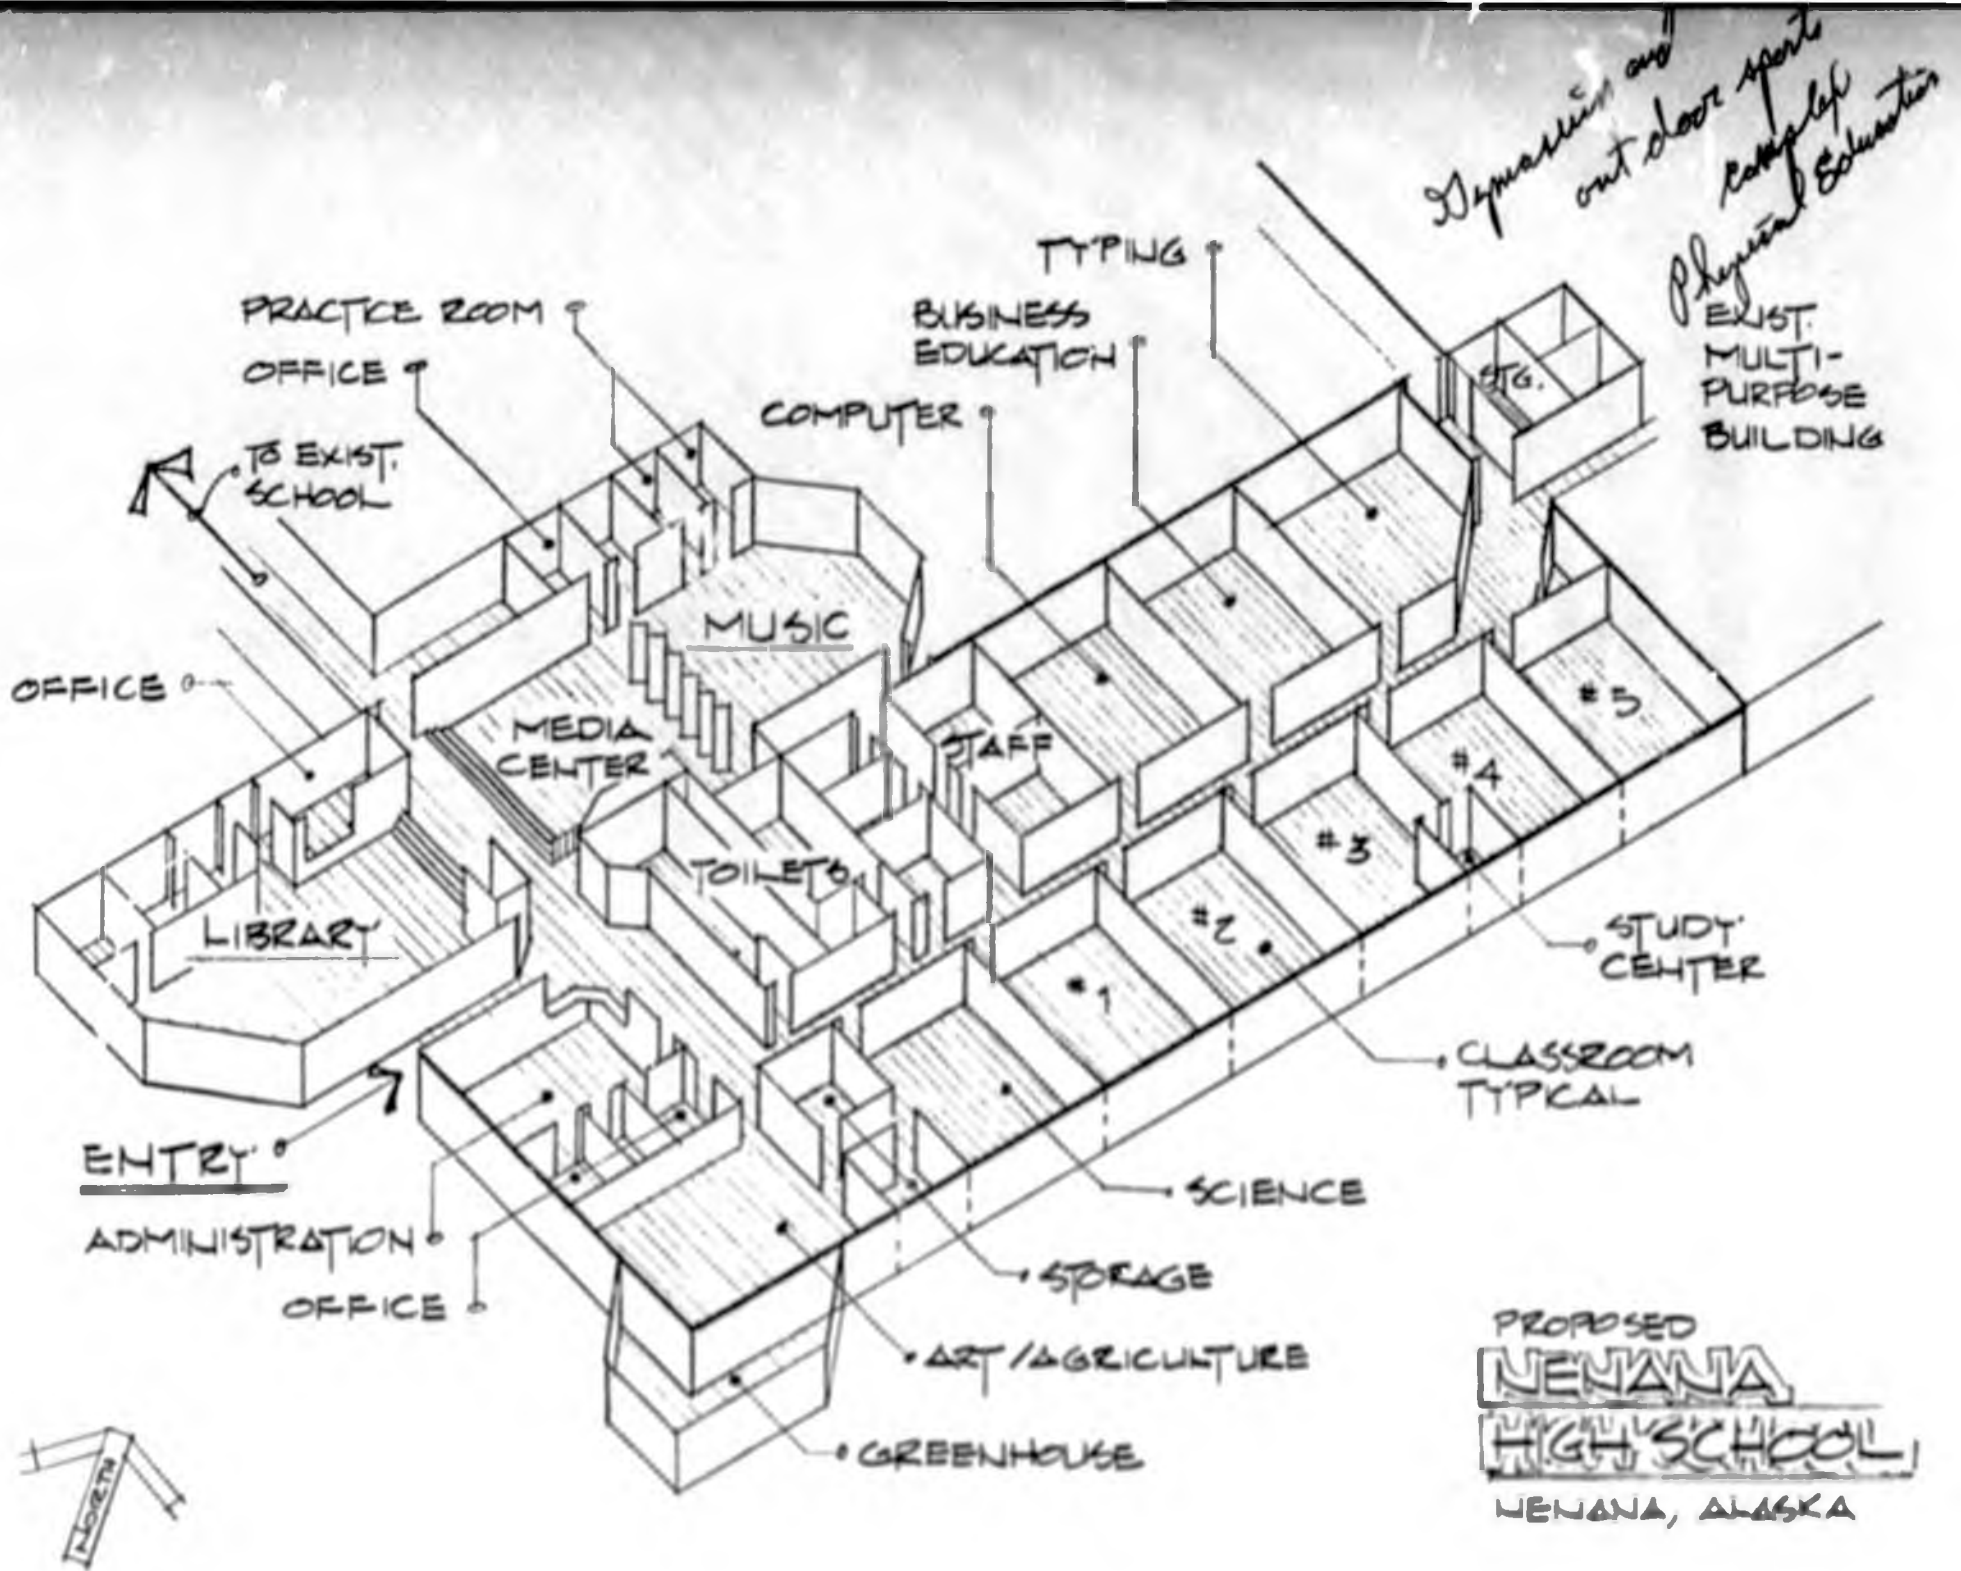 Gymnasium and
out door sports
complex
Physical Education
TYPING
PRACTICE ROOM
BUSINESS
EDUCATION
EXIST.
MULTI-
PURPOSE
BUILDING
OFFICE
STG.
COMPUTER
TO EXIST.
SCHOOL
MUSIC
OFFICE
#5
MEDIA
CENTER
STAFF
#4
#3
TOILETS
LIBRARY
#2
STUDY
CENTER
#1
CLASSROOM
TYPICAL
ENTRY
SCIENCE
ADMINISTRATION
STORAGE
OFFICE
ART/AGRICULTURE
GREENHOUSE
PROPOSED
NENANA
HIGH SCHOOL
NENANA, ALASKA
NORTH